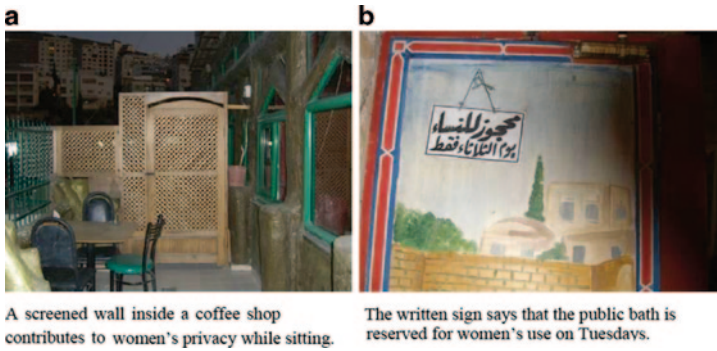 a
b
محجوز للنساء
يوم الثلاثاء فقط
A screened wall inside a coffee shop
contributes to women's privacy while sitting.
The written sign says that the public bath is
reserved for women's use on Tuesdays.